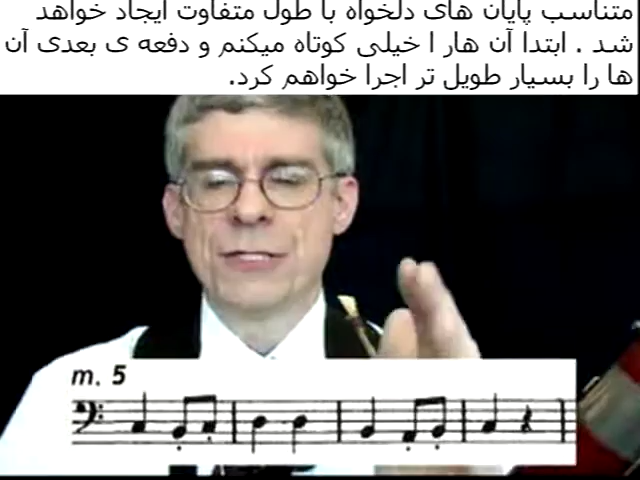 متناسب پایان های دلخواه با طول متفاوت ایجاد خواهد
شد . ابتدا آن هار ا خیلی کوتاه میکنم و دفعه ی بعدی آن
ها را بسیار طویل تر اجرا خواهم کرد.
m. 5